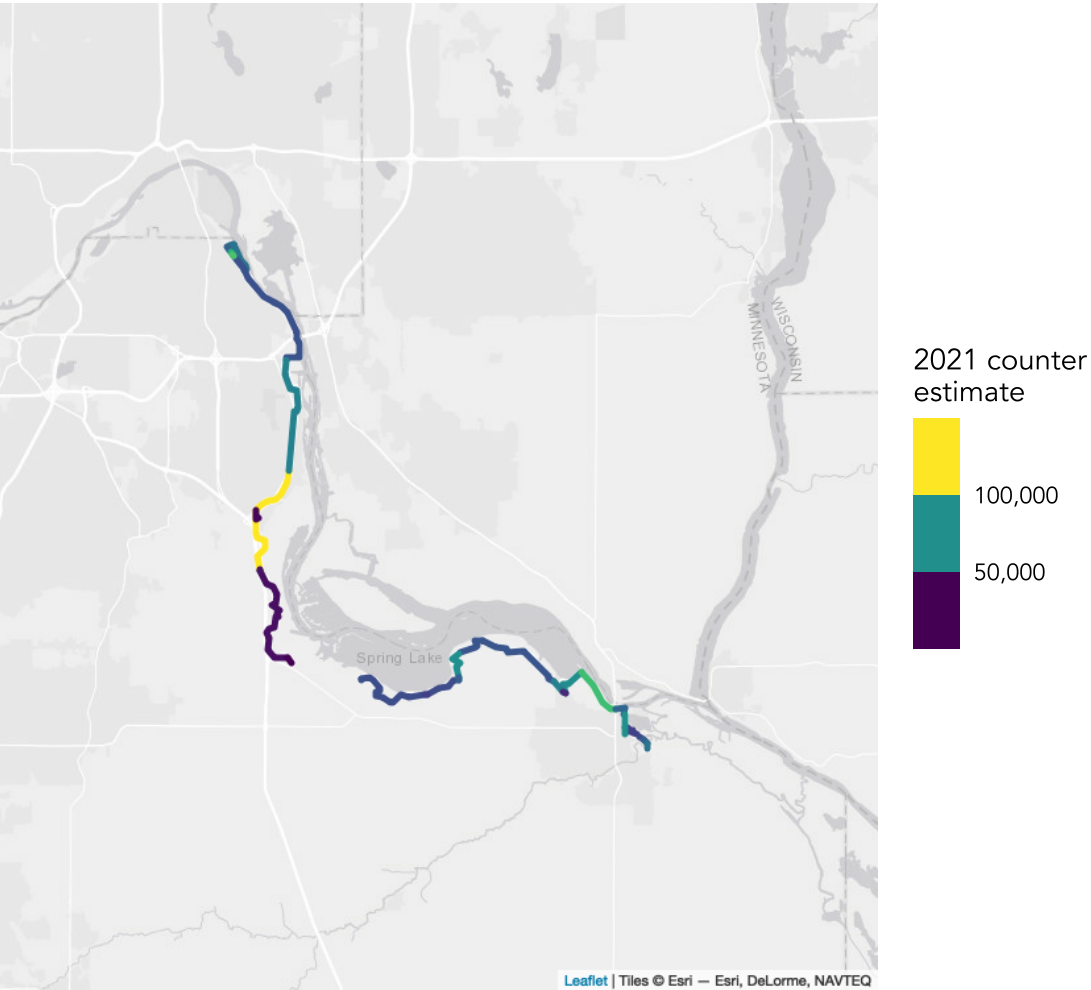 WISCONSIN
MINNESOTA
2021 counter
estimate
100,000
50,000
Spring Lake
Leaflet | Tiles © Esri — Esri, DeLorme, NAVTEQ